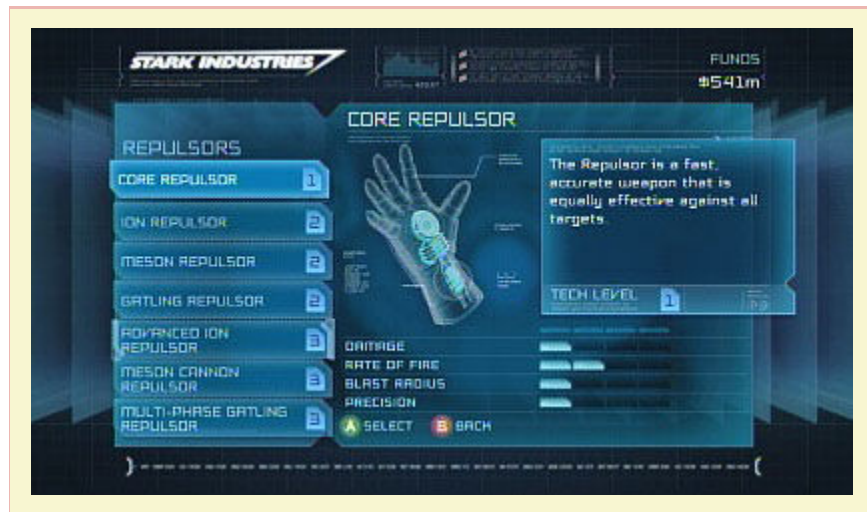 STARK INDUSTRIES
FUNDS
$541m
CORE REPULSOR
REPULSORS
CORE REPULSOR 1
ION REPULSOR 2
MESON REPULSOR 2
GATLING REPULSOR 2
ADVANCED ION
REPULSOR 3
MESON CANNON
REPULSOR 3
MULTI-PHASE GATLING
REPULSOR 3
The Repulsor is a fast,
accurate weapon that is
equally effective against all
targets.
TECH LEVEL 1
DAMAGE
RATE OF FIRE
BLAST RADIUS
PRECISION
A SELECT B BACK